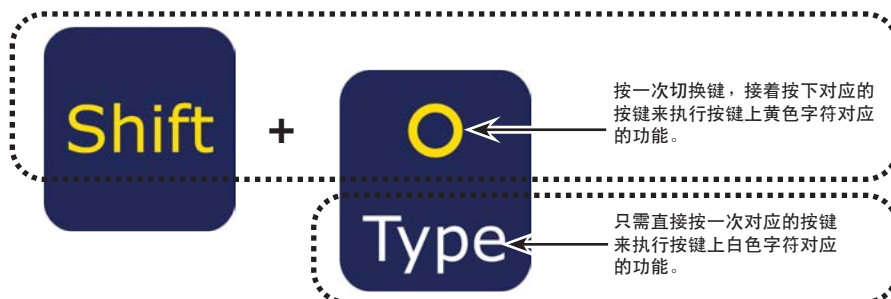 Shift
+
O
按一次切换键，接着按下对应的
按键来执行按键上黄色字符对应
的功能。
Type
只需直接按一次对应的按键
来执行按键上白色字符对应
的功能。